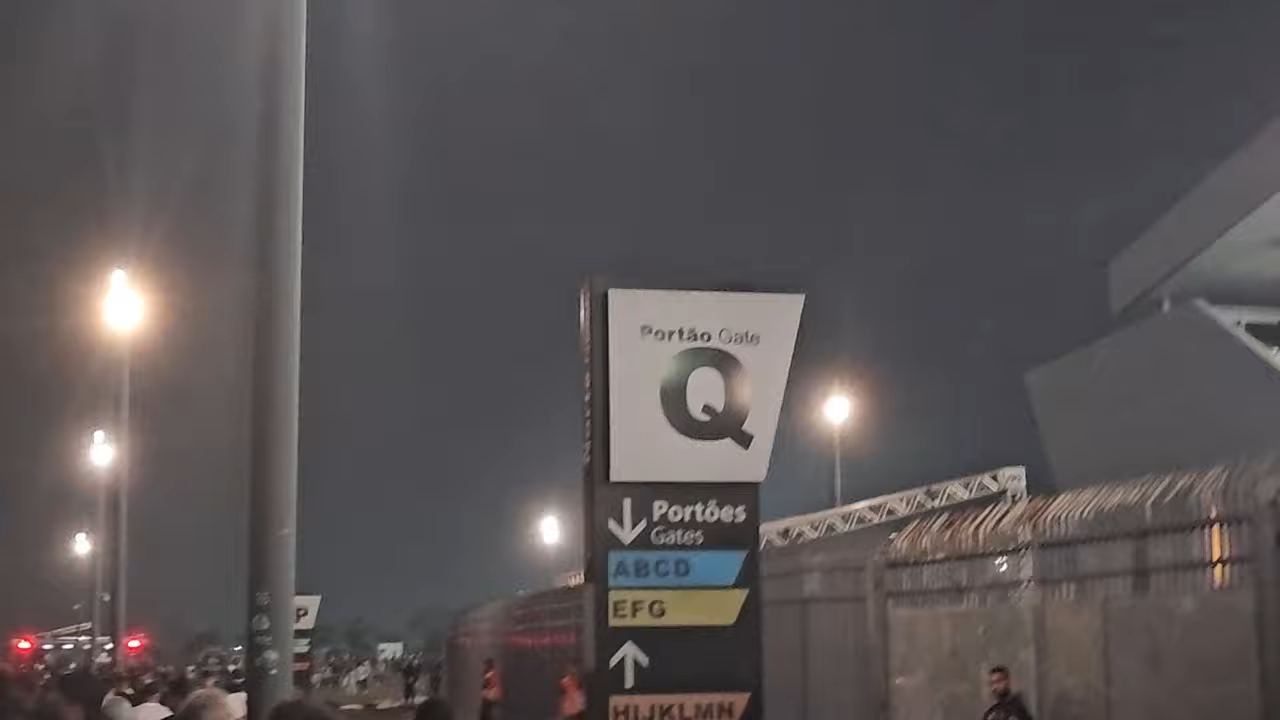 Portão Gate
Q
Portões
Gates
ABCD
EFG
HIJKLMN
P